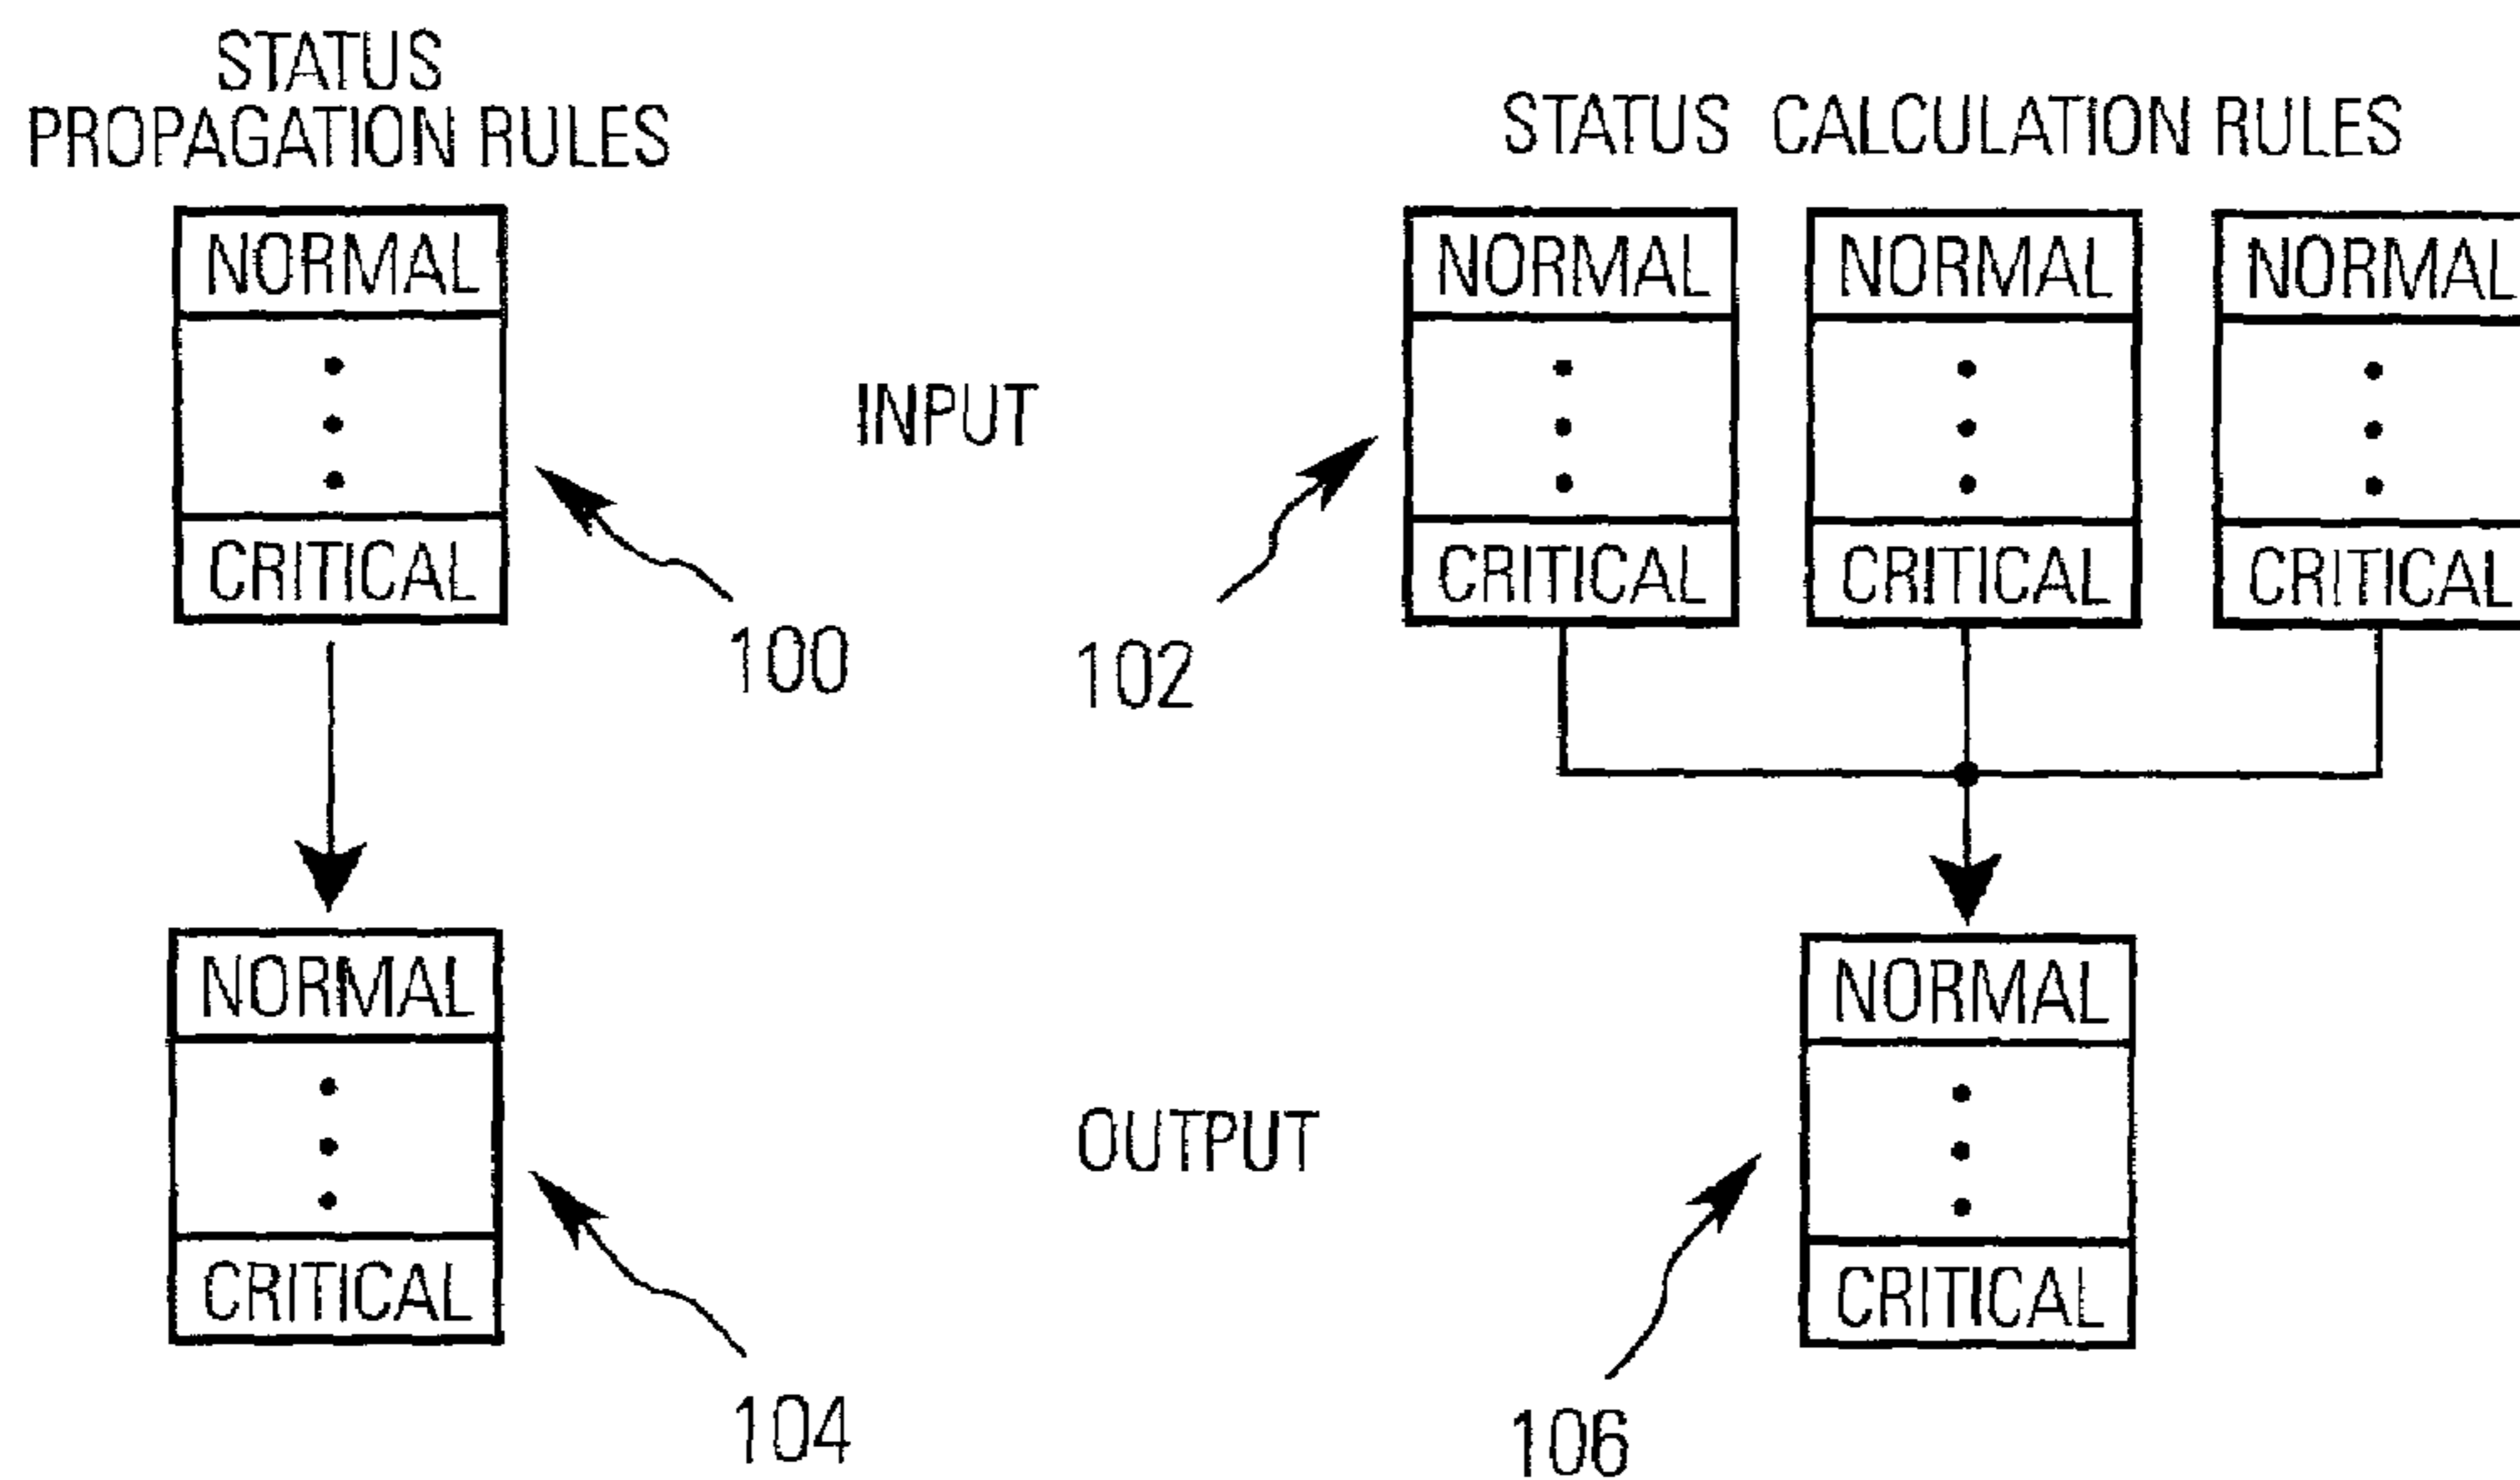 STATUS
PROPAGATION RULES
STATUS CALCULATION RULES
NORMAL
NORMAL
NORMAL
NORMAL
INPUT
CRITICAL
CRITICAL
CRITICAL
CRITICAL
100
102
NORMAL
NORMAL
OUTPUT
CRITICAL
CRITICAL
104
106